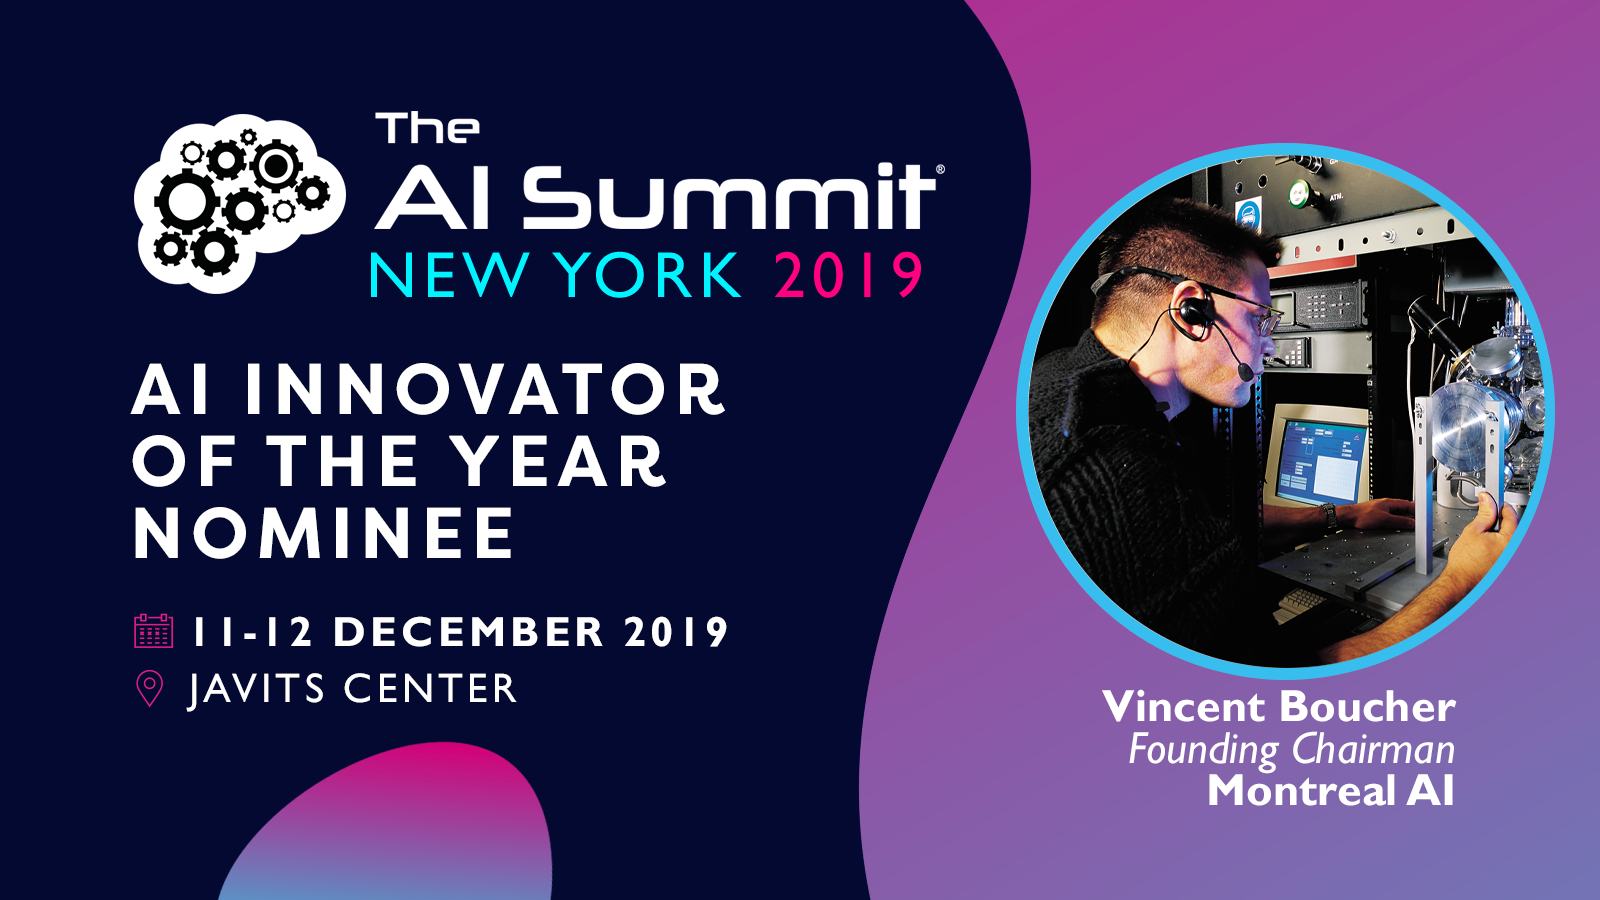 The
AI Summit®
NEW YORK 2019
AI INNOVATOR
OF THE YEAR
NOMINEE
11-12 DECEMBER 2019
JAVITS CENTER
ATM.
Vincent Boucher
Founding Chairman
Montreal AI